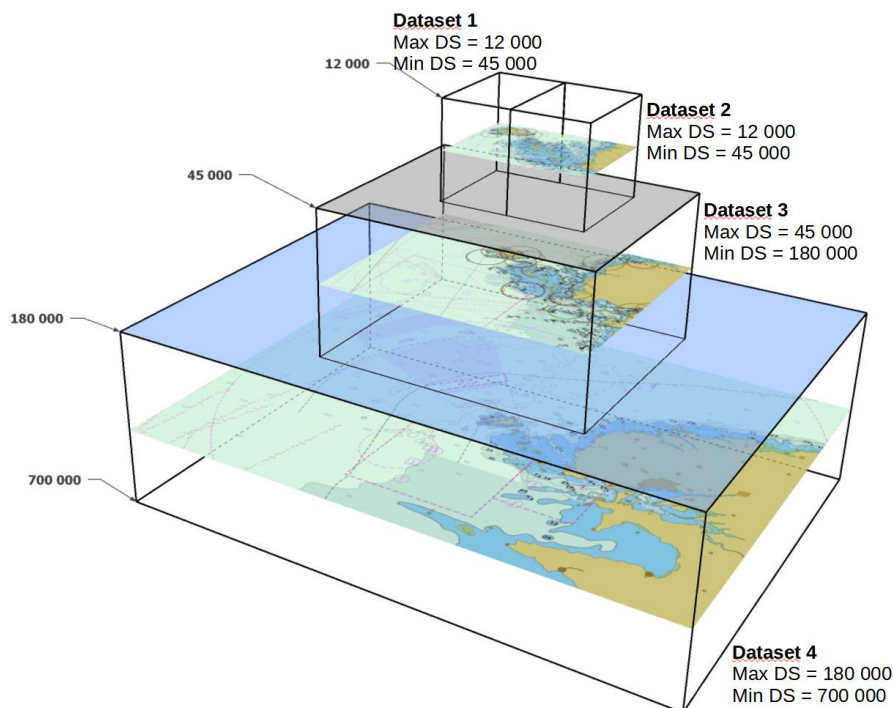 Dataset 1
Max DS = 12 000
Min DS = 45 000
12 000
Dataset 2
Max DS = 12 000
Min DS = 45 000
45 000
Dataset 3
Max DS = 45 000
Min DS = 180 000
180 000
700 000
Dataset 4
Max DS = 180 000
Min DS = 700 000